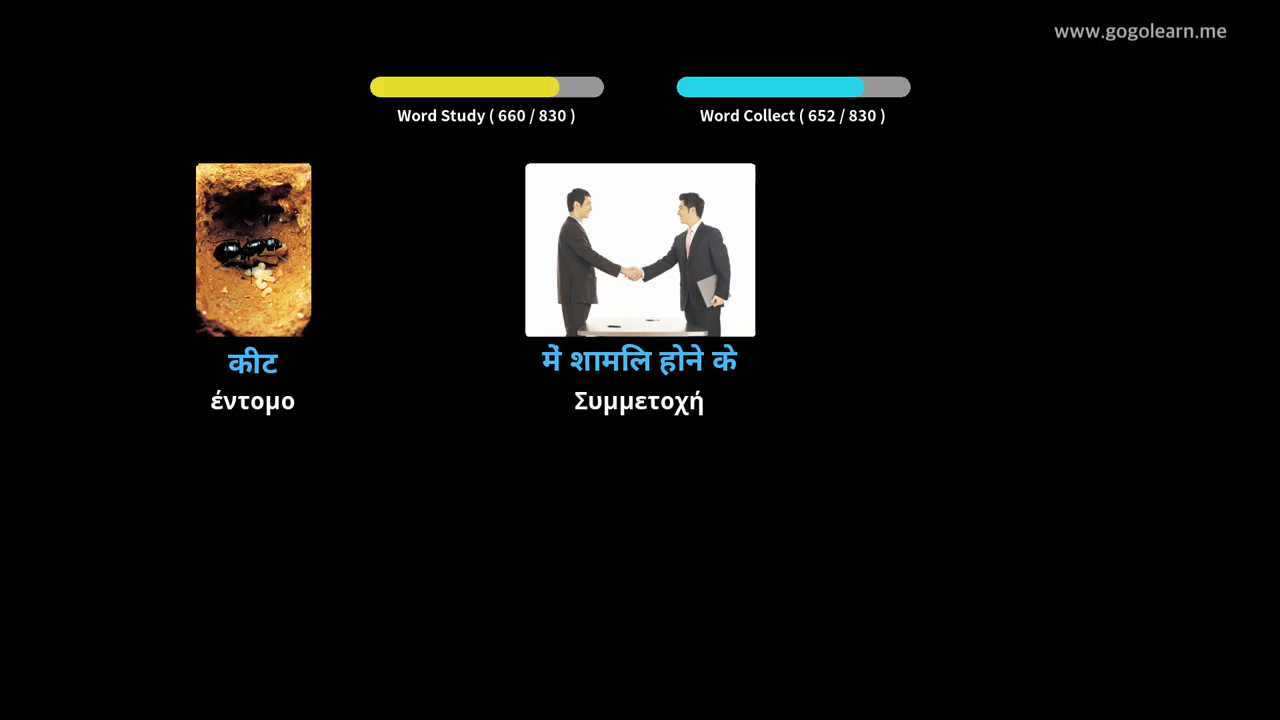 www.gogolearn.me
Word Study ( 660 / 830 )
Word Collect ( 652 / 830 )
कीट
में शामलि होने के
έντομο
Συμμετοχή